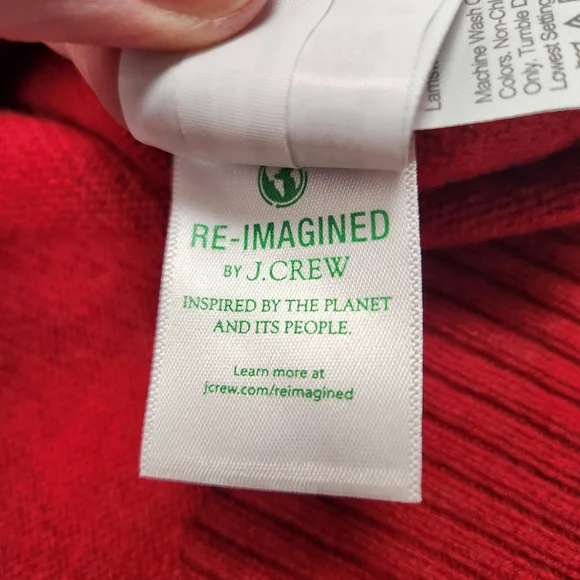 RE-IMAGINED
BY J.CREW
INSPIRED BY THE PLANET
AND ITS PEOPLE.
Learn more at
jcrew.com/reimagined
Machine Wash
Colors. Non-Chl
Only. Tumble D
Lowest Setting